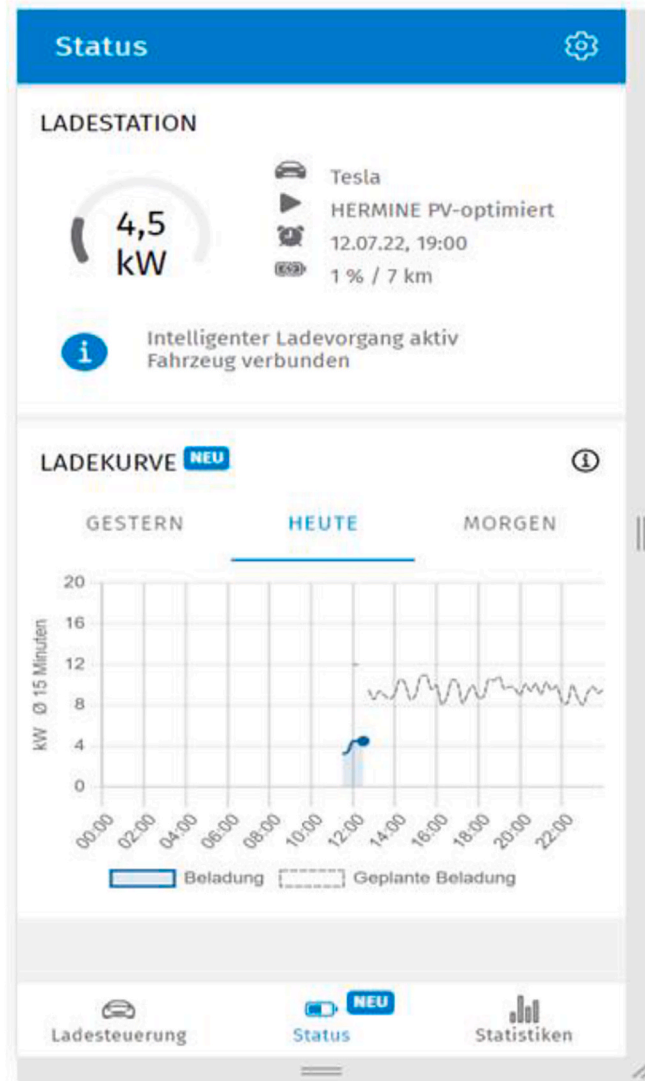 Status
LADESTATION
4,5
kW
Tesla
HERMINE PV-optimiert
12.07.22, 19:00
1 % / 7 km
i
Intelligenter Ladevorgang aktiv
Fahrzeug verbunden
LADEKURVE NEU
i
GESTERN HEUTE MORGEN
kW Ø 15 Minuten
20
16
12
8
4
0
00:00 02:00 04:00 06:00 08:00 10:00 12:00 14:00 16:00 18:00 20:00 22:00
Beladung Geplante Beladung
NEU
Ladesteuerung Status Statistiken